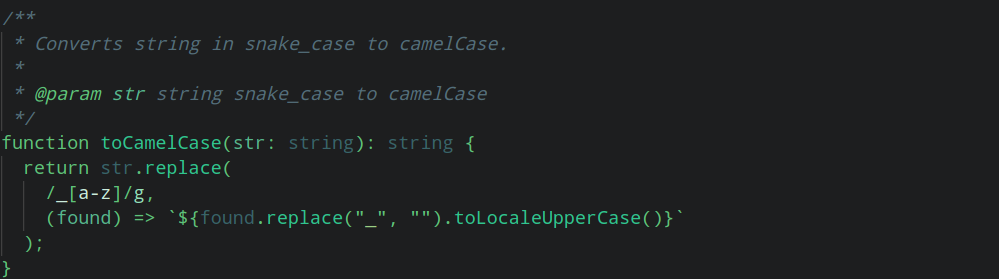 /**
 * Converts string in snake_case to camelCase.
 *
 * @param str string snake_case to camelCase
 */
function toCamelCase(str: string): string {
  return str.replace(
    /_[a-z]/g,
    (found) => `${found.replace("_", "").toLocaleUpperCase()}`
  );
}